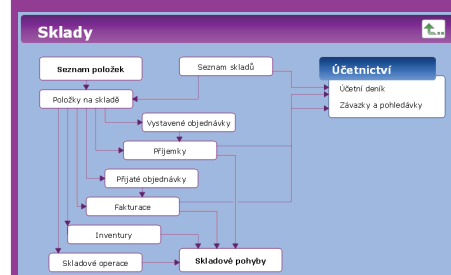 Sklady
Seznam položek
Seznam skladů
Účetnictví
Účetní deník
Závazky a pohledávky
Položky na skladě
Vystavené objednávky
Příjemky
Přijaté objednávky
Fakturace
Inventury
Skladové operace
Skladové pohyby